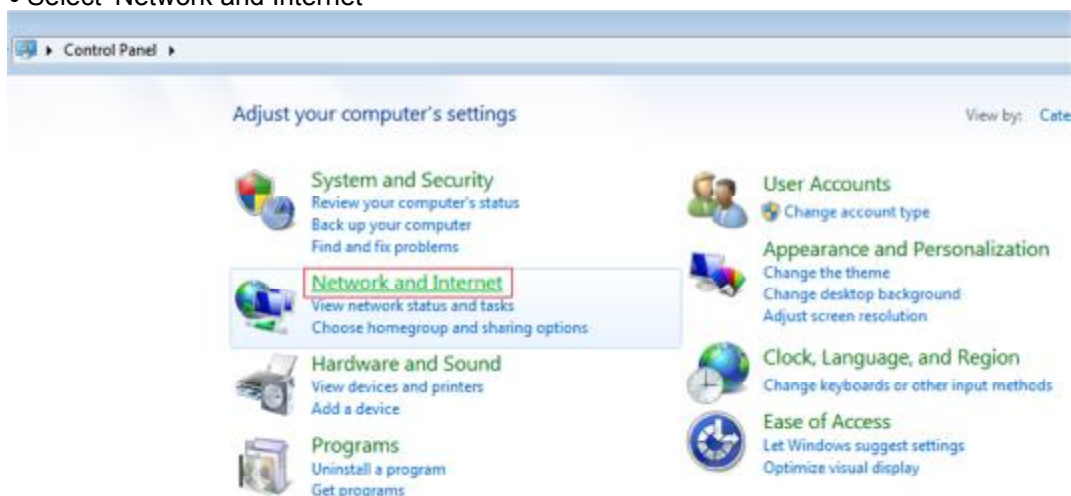 • Select 'Network and Internet'
Control Panel
Adjust your computer's settings
View by: Cate
System and Security
Review your computer's status
Back up your computer
Find and fix problems
Network and Internet
View network status and tasks
Choose homegroup and sharing options
Hardware and Sound
View devices and printers
Add a device
Programs
Uninstall a program
Get programs
User Accounts
Change account type
Appearance and Personalization
Change the theme
Change desktop background
Adjust screen resolution
Clock, Language, and Region
Change keyboards or other input methods
Ease of Access
Let Windows suggest settings
Optimize visual display